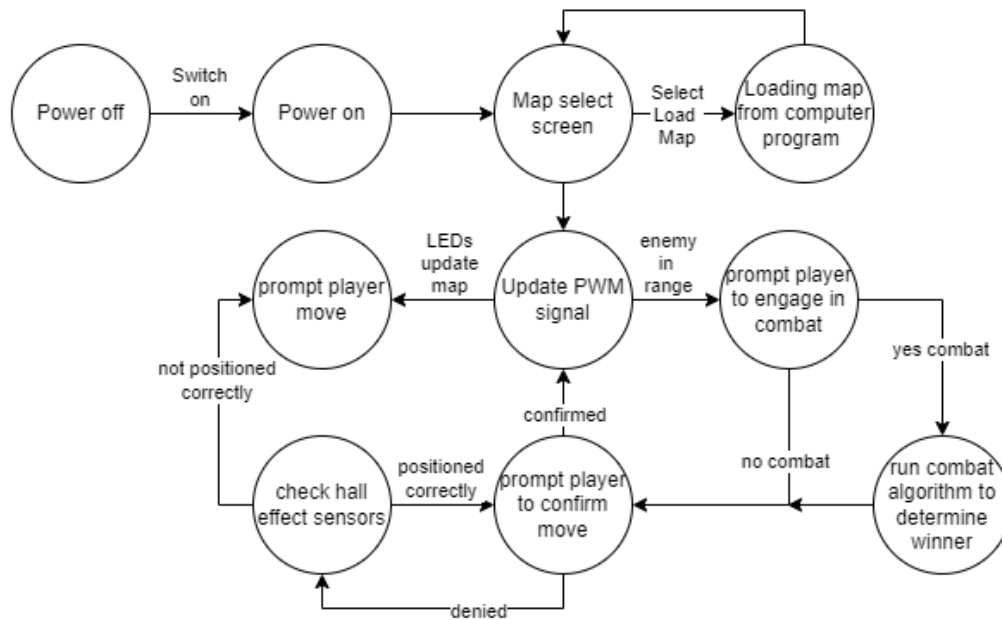 Power off
Switch
on
Power on
Map select
screen
Select
Load
Map
Loading map
from computer
program
prompt player
move
LEDs
update
map
Update PWM
signal
enemy
in
range
prompt player
to engage in
combat
yes combat
not positioned
correctly
confirmed
no combat
check hall
effect sensors
positioned
correctly
prompt player
to confirm
move
run combat
algorithm to
determine
winner
denied